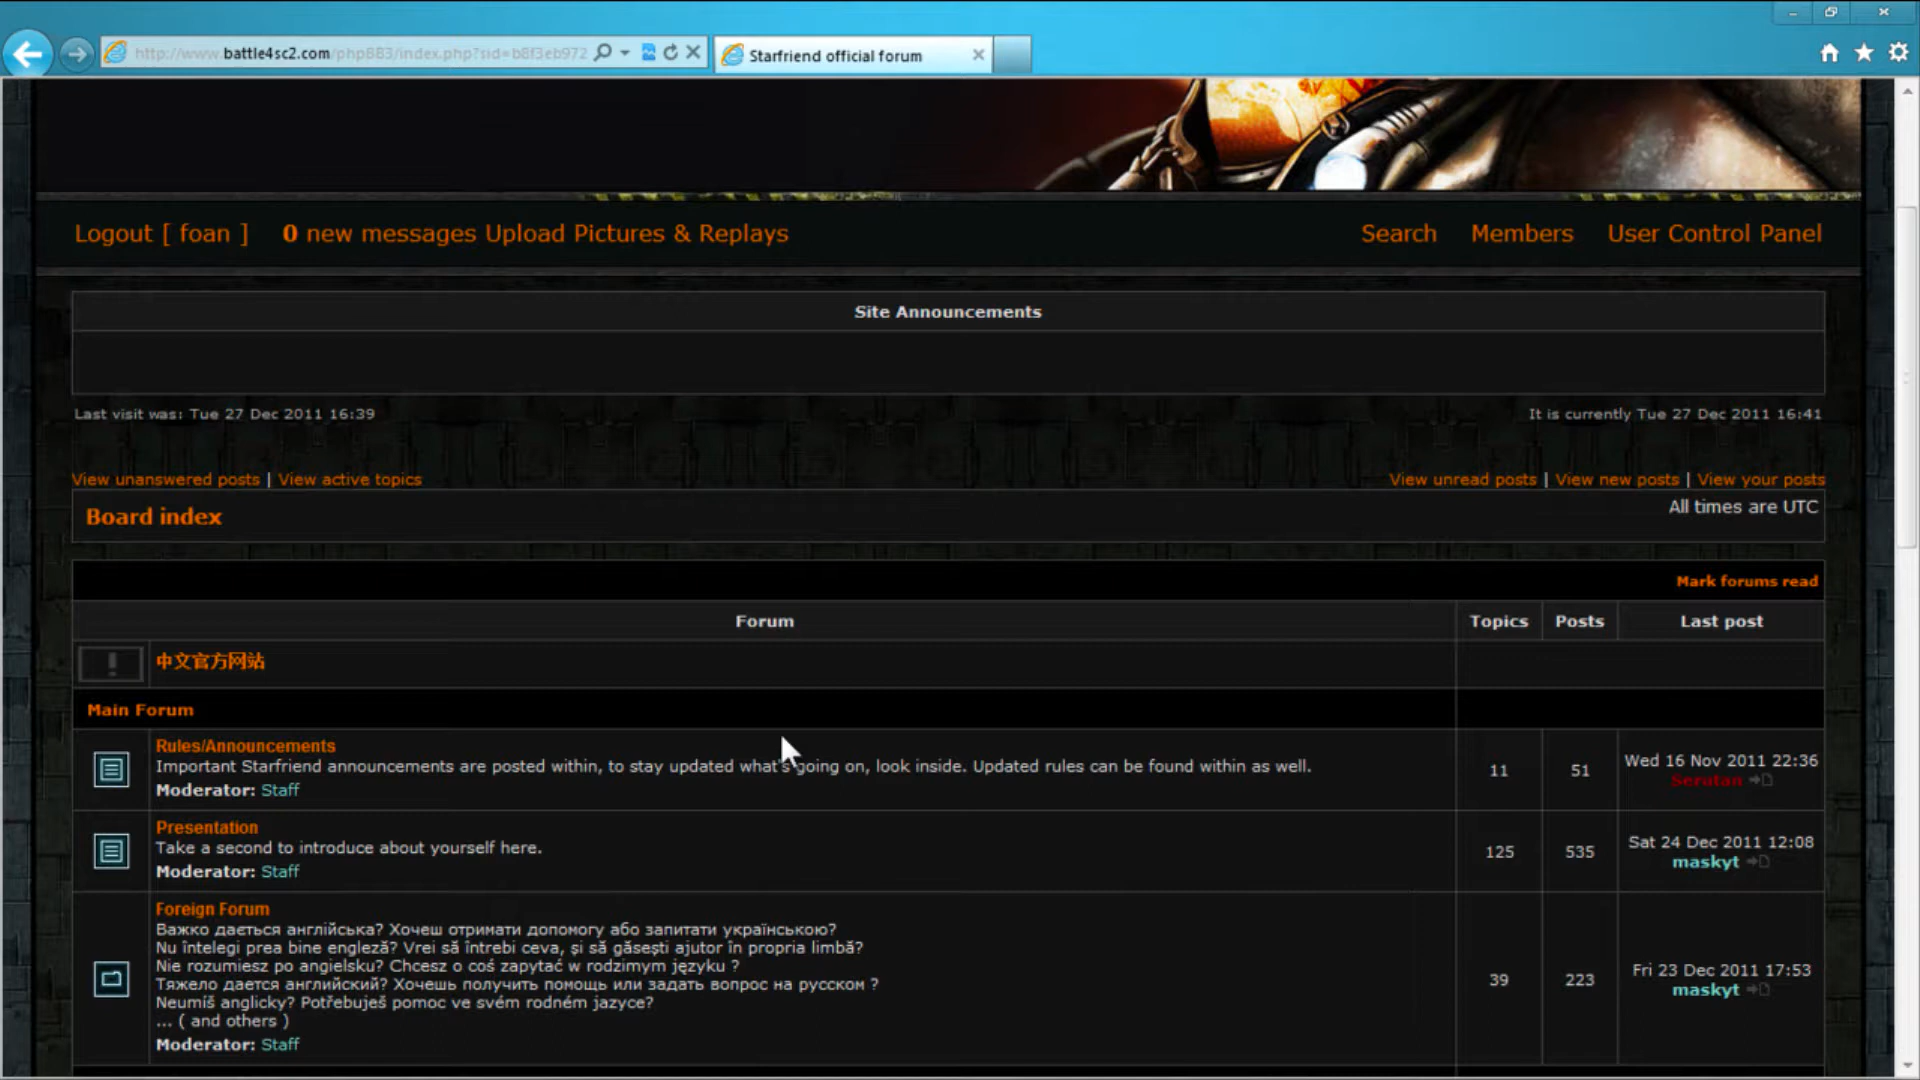 http://www.battle4sc2.com/phpBB3/index.php?sid=b8f3eb972
Starfriend official forum
Logout [ foan ] 0 new messages Upload Pictures & Replays Search Members User Control Panel
Site Announcements
Last visit was: Tue 27 Dec 2011 16:39 It is currently Tue 27 Dec 2011 16:41
View unanswered posts | View active topics View unread posts | View new posts | View your posts
Board index All times are UTC
Mark forums read
Forum Topics Posts Last post
中文官方网站
Main Forum
Rules/Announcements
Important Starfriend announcements are posted within, to stay updated what's going on, look inside. Updated rules can be found within as well.
Moderator: Staff
11 51 Wed 16 Nov 2011 22:36
Serutan
Presentation
Take a second to introduce about yourself here.
Moderator: Staff
125 535 Sat 24 Dec 2011 12:08
maskyt
Foreign Forum
Важко дається англійська? Хочеш отримати допомогу або запитати українською?
Nu întelegi prea bine engleză? Vrei să întrebi ceva, și să găsești ajutor în propria limbă?
Nie rozumiesz po angielsku? Chcesz o coś zapytać w rodzimym języku ?
Тяжело дается английский? Хочешь получить помощь или задать вопрос на русском ?
Neumíš anglicky? Potřebuješ pomoc ve svém rodném jazyce?
... ( and others )
Moderator: Staff
39 223 Fri 23 Dec 2011 17:53
maskyt